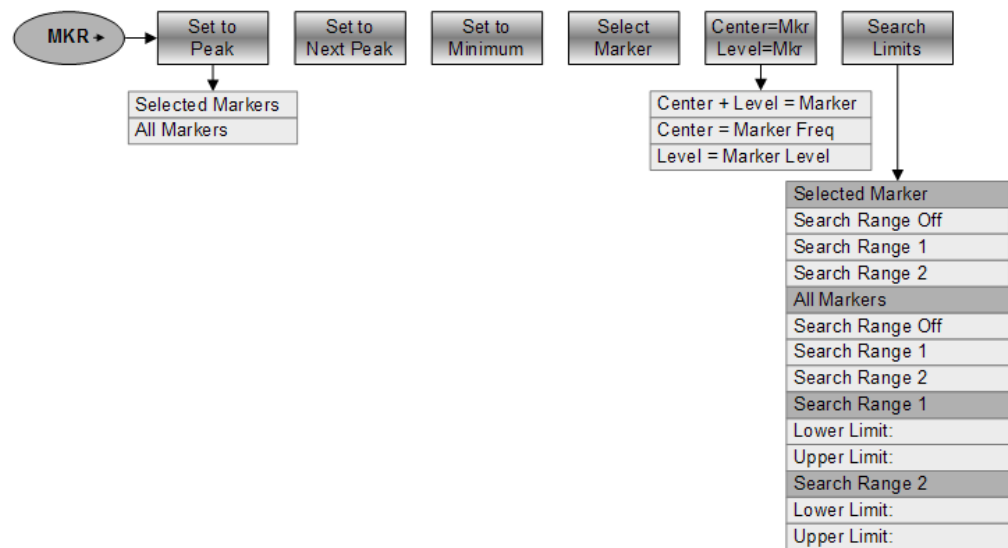 MKR→
Set to
Peak
Set to
Next Peak
Set to
Minimum
Select
Marker
Center=Mkr
Level=Mkr
Search
Limits
Selected Markers
All Markers
Center + Level = Marker
Center = Marker Freq
Level = Marker Level
Selected Marker
Search Range Off
Search Range 1
Search Range 2
All Markers
Search Range Off
Search Range 1
Search Range 2
Search Range 1
Lower Limit:
Upper Limit:
Search Range 2
Lower Limit:
Upper Limit: